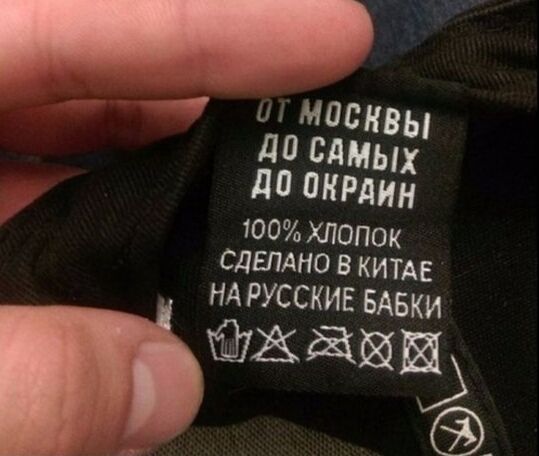 ОТ МОСКВЫ
ДО САМЫХ
ДО ОКРАИН
100% ХЛОПОК
СДЕЛАНО В КИТАЕ
НА РУССКИЕ БАБКИ